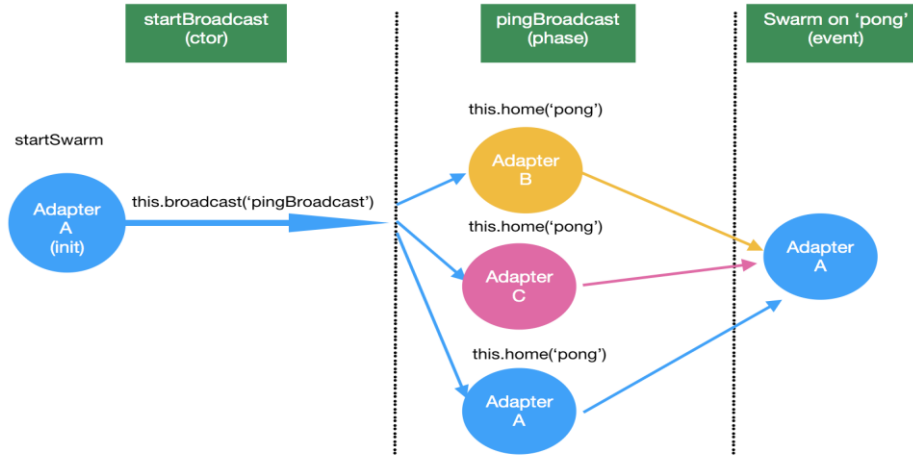 startBroadcast
(ctor)
pingBroadcast
(phase)
Swarm on ‘pong’
(event)
startSwarm
Adapter
A
(init)
this.broadcast(‘pingBroadcast’)
this.home(‘pong’)
Adapter
B
this.home(‘pong’)
Adapter
C
this.home(‘pong’)
Adapter
A
Adapter
A